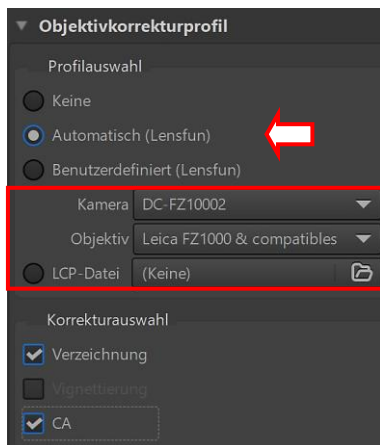 Objektivkorrekturprofil
Profilauswahl
Keine
Automatisch (Lensfun)
Benutzerdefiniert (Lensfun)
Kamera DC-FZ10002
Objektiv Leica FZ1000 & compatibles
LCP-Datei (Keine)
Korrekturauswahl
Verzeichnung
Vignettierung
CA